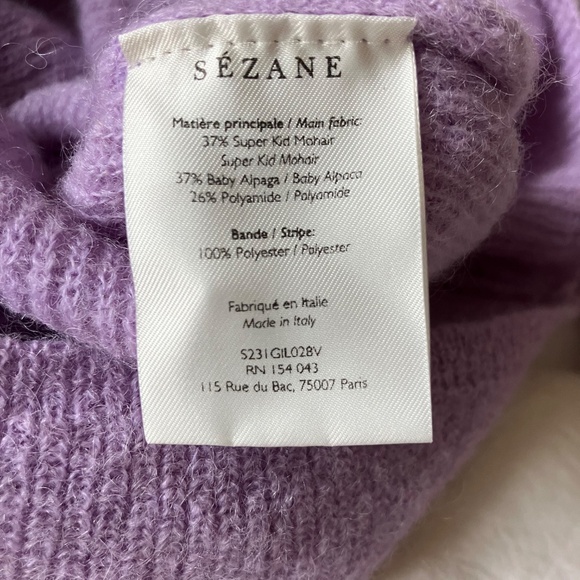 SÉZANE
Matière principale / Main fabric:
37% Super Kid Mohair
Super Kid Mohair
37% Baby Alpaga / Baby Alpaca
26% Polyamide / Polyamide
Bande / Stripe:
100% Polyester / Polyester
Fabriqué en Italie
Made in Italy
S231GIL028V
RN 154 043
115 Rue du Bac, 75007 Paris